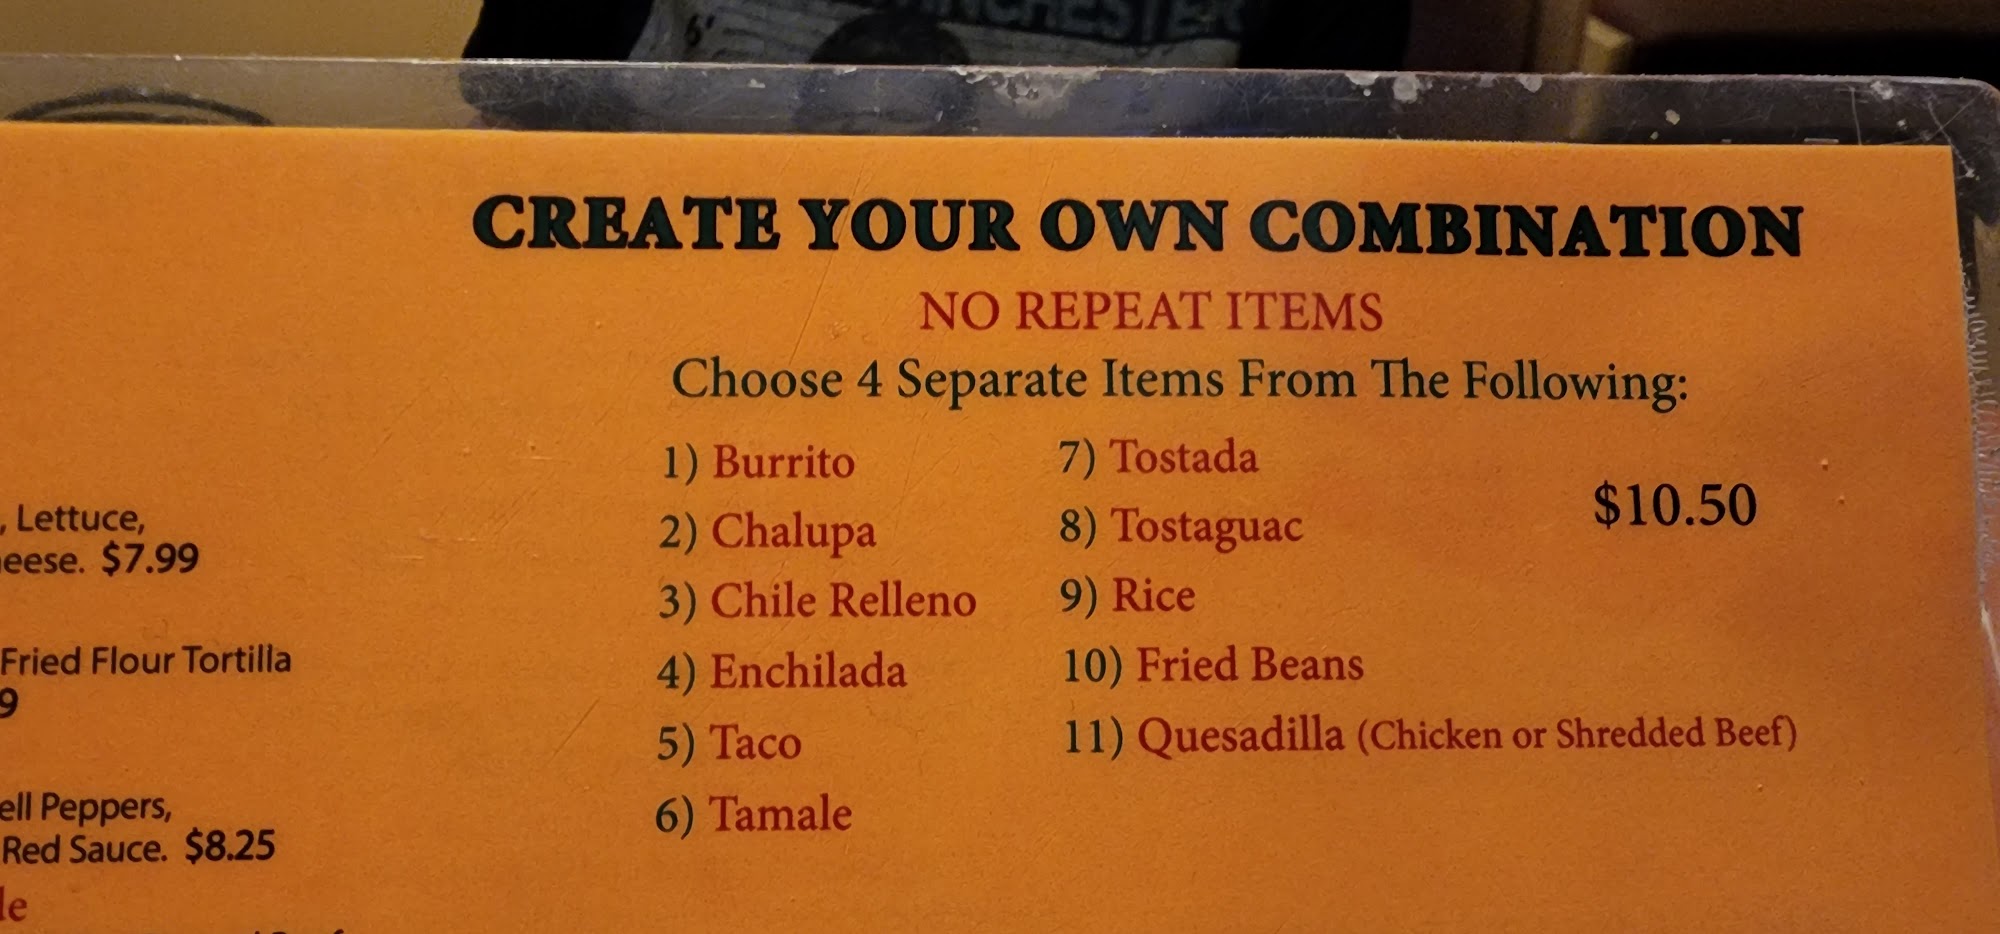 CREATE YOUR OWN COMBINATION
NO REPEAT ITEMS
Choose 4 Separate Items From The Following:
1) Burrito
2) Chalupa
3) Chile Relleno
4) Enchilada
5) Taco
6) Tamale
7) Tostada
8) Tostaguac
9) Rice
10) Fried Beans
11) Quesadilla (Chicken or Shredded Beef)
$10.50
, Lettuce,
eese. $7.99
Fried Flour Tortilla
9
ell Peppers,
Red Sauce. $8.25
le
6'